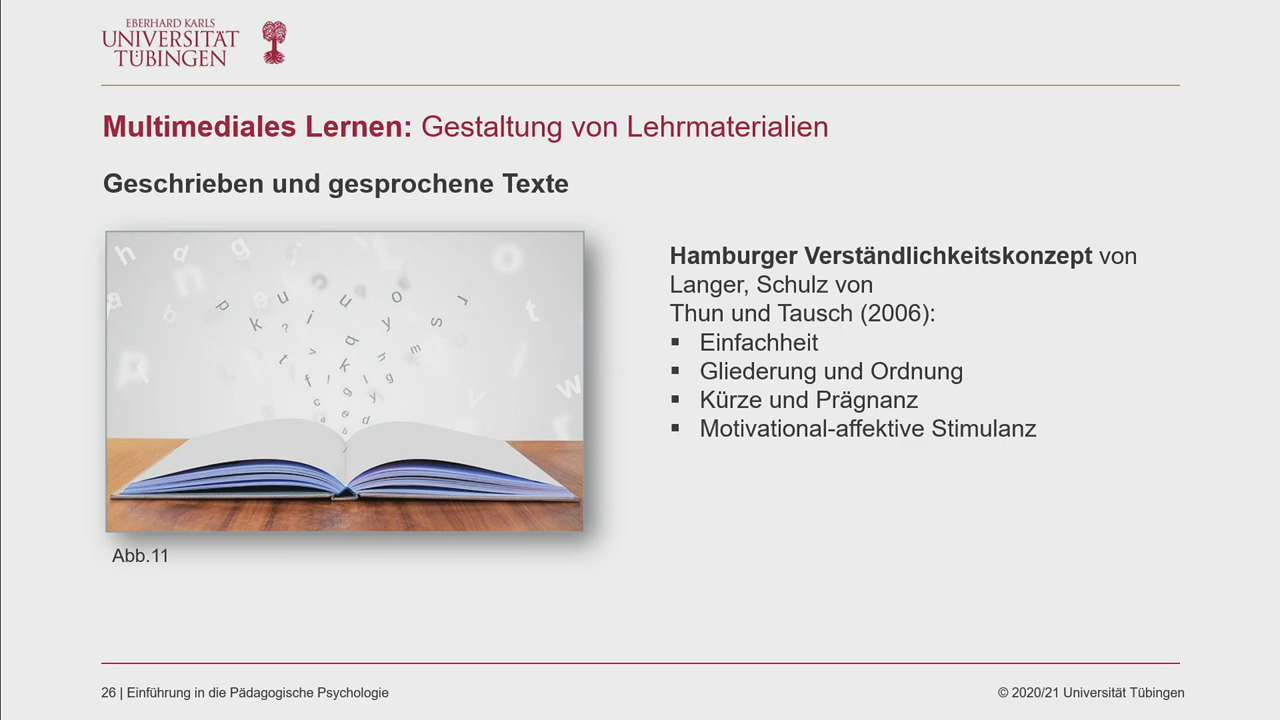 EBERHARD KARLS
UNIVERSITÄT
TÜBINGEN
Multimediales Lernen: Gestaltung von Lehrmaterialien
Geschrieben und gesprochene Texte
Hamburger Verständlichkeitskonzept von
Langer, Schulz von
Thun und Tausch (2006):
▪ Einfachheit
▪ Gliederung und Ordnung
▪ Kürze und Prägnanz
▪ Motivational-affektive Stimulanz
Abb.11
26 | Einführung in die Pädagogische Psychologie
© 2020/21 Universität Tübingen